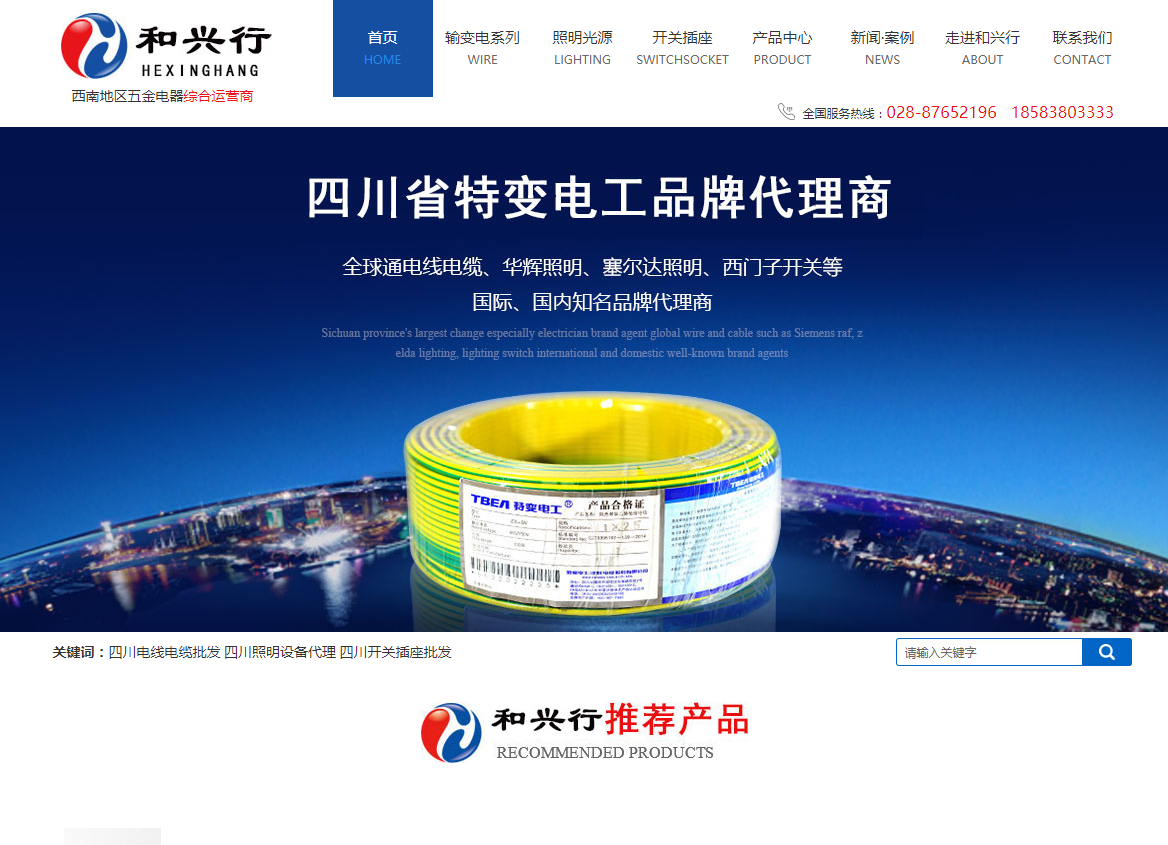 和兴行
HEXINGHANG
西南地区五金电器综合运营商
首页 输变电系列 照明光源 开关插座 产品中心 新闻·案例 走进和兴行 联系我们
HOME WIRE LIGHTING SWITCHSOCKET PRODUCT NEWS ABOUT CONTACT
全国服务热线：028-87652196 18583803333
四川省特变电工品牌代理商
全球通电线电缆、华辉照明、塞尔达照明、西门子开关等
国际、国内知名品牌代理商
Sichuan province's largest change especially electrician brand agent global wire and cable such as Siemens raf, z
elda lighting, lighting switch international and domestic well-known brand agents
TBEA 特变电工® 产品合格证
关键词：四川电线电缆批发 四川照明设备代理 四川开关插座批发
请输入关键字
和兴行推荐产品
RECOMMENDED PRODUCTS